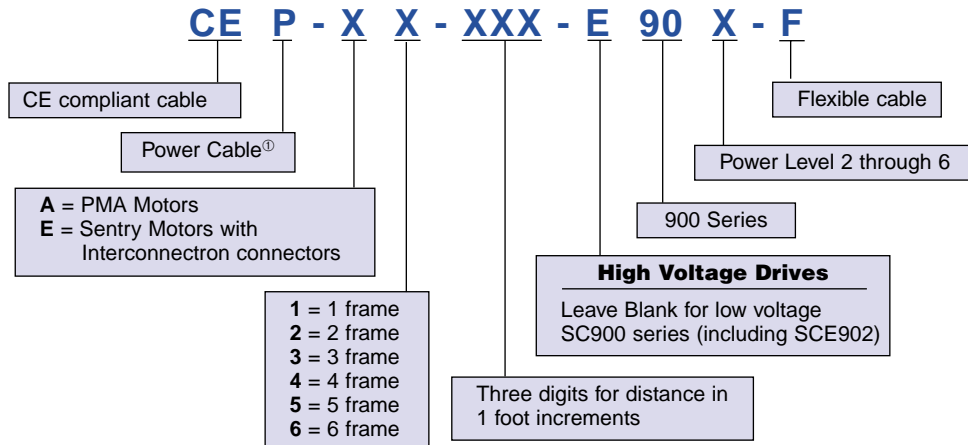 CE P - X X - XXX - E 90 X - F
CE compliant cable
Flexible cable
Power Cable①
Power Level 2 through 6
A = PMA Motors
E = Sentry Motors with
Interconnectron connectors
900 Series
High Voltage Drives
Leave Blank for low voltage
SC900 series (including SCE902)
1 = 1 frame
2 = 2 frame
3 = 3 frame
4 = 4 frame
5 = 5 frame
6 = 6 frame
Three digits for distance in
1 foot increments